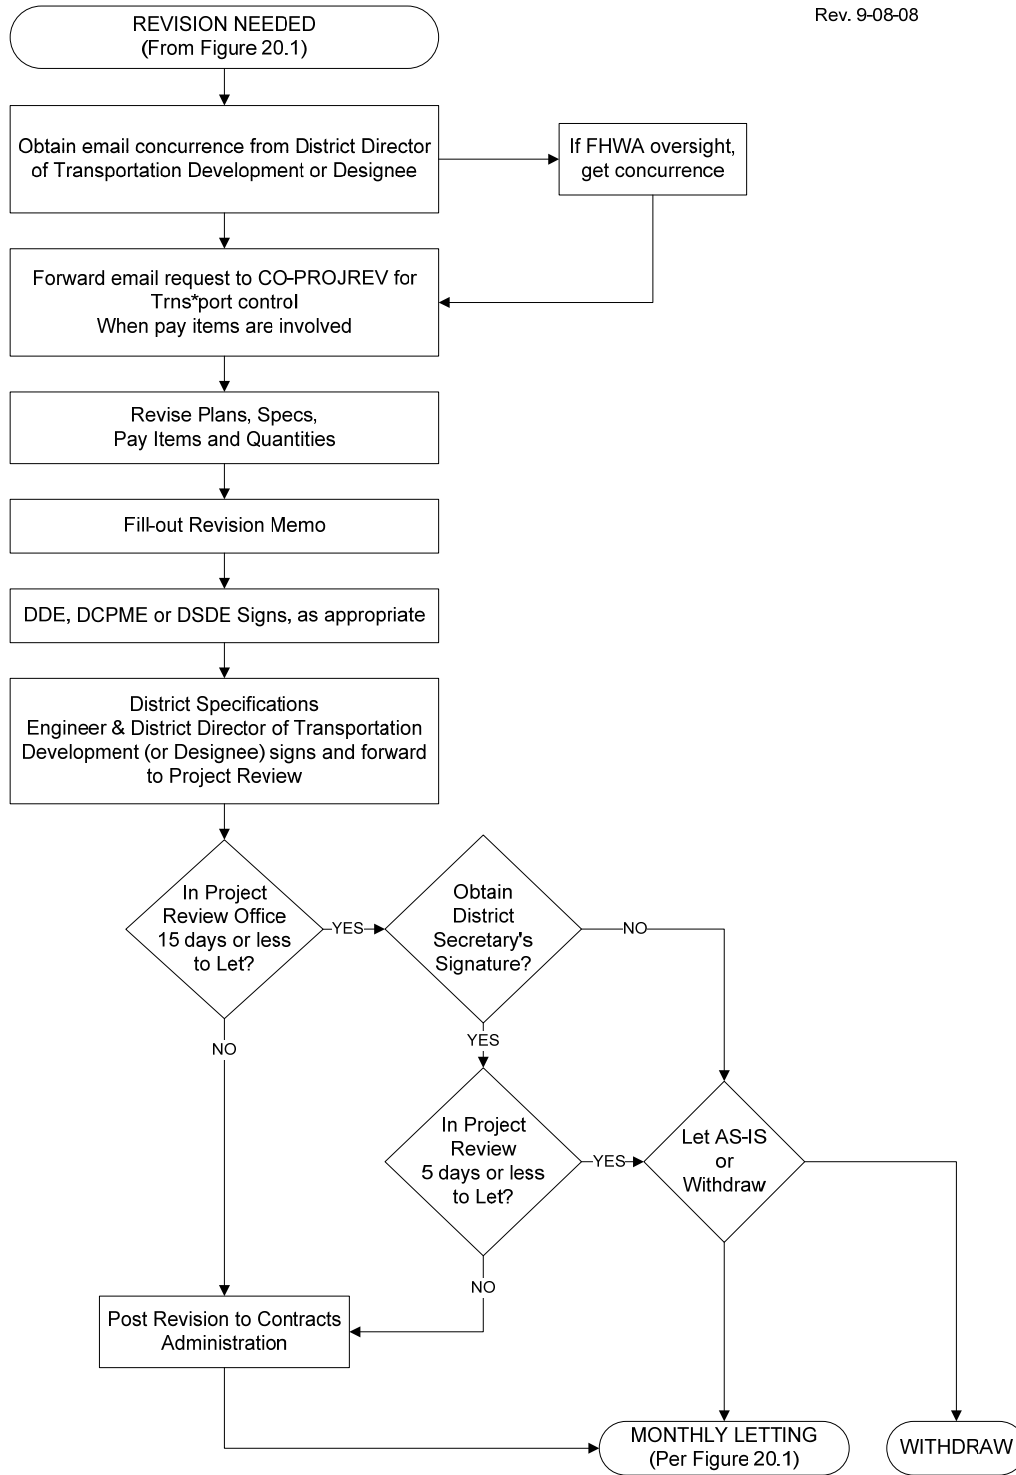 Rev. 9-08-08
REVISION NEEDED
(From Figure 20.1)
Obtain email concurrence from District Director
of Transportation Development or Designee
If FHWA oversight,
get concurrence
Forward email request to CO-PROJREV for
Trns*port control
When pay items are involved
Revise Plans, Specs,
Pay Items and Quantities
Fill-out Revision Memo
DDE, DCPME or DSDE Signs, as appropriate
District Specifications
Engineer & District Director of Transportation
Development (or Designee) signs and forward
to Project Review
In Project
Review Office
15 days or less
to Let?
YES
Obtain
District
Secretary's
Signature?
NO
NO
YES
In Project
Review
5 days or less
to Let?
YES
Let AS-IS
or
Withdraw
NO
Post Revision to Contracts
Administration
MONTHLY LETTING
(Per Figure 20.1)
WITHDRAW